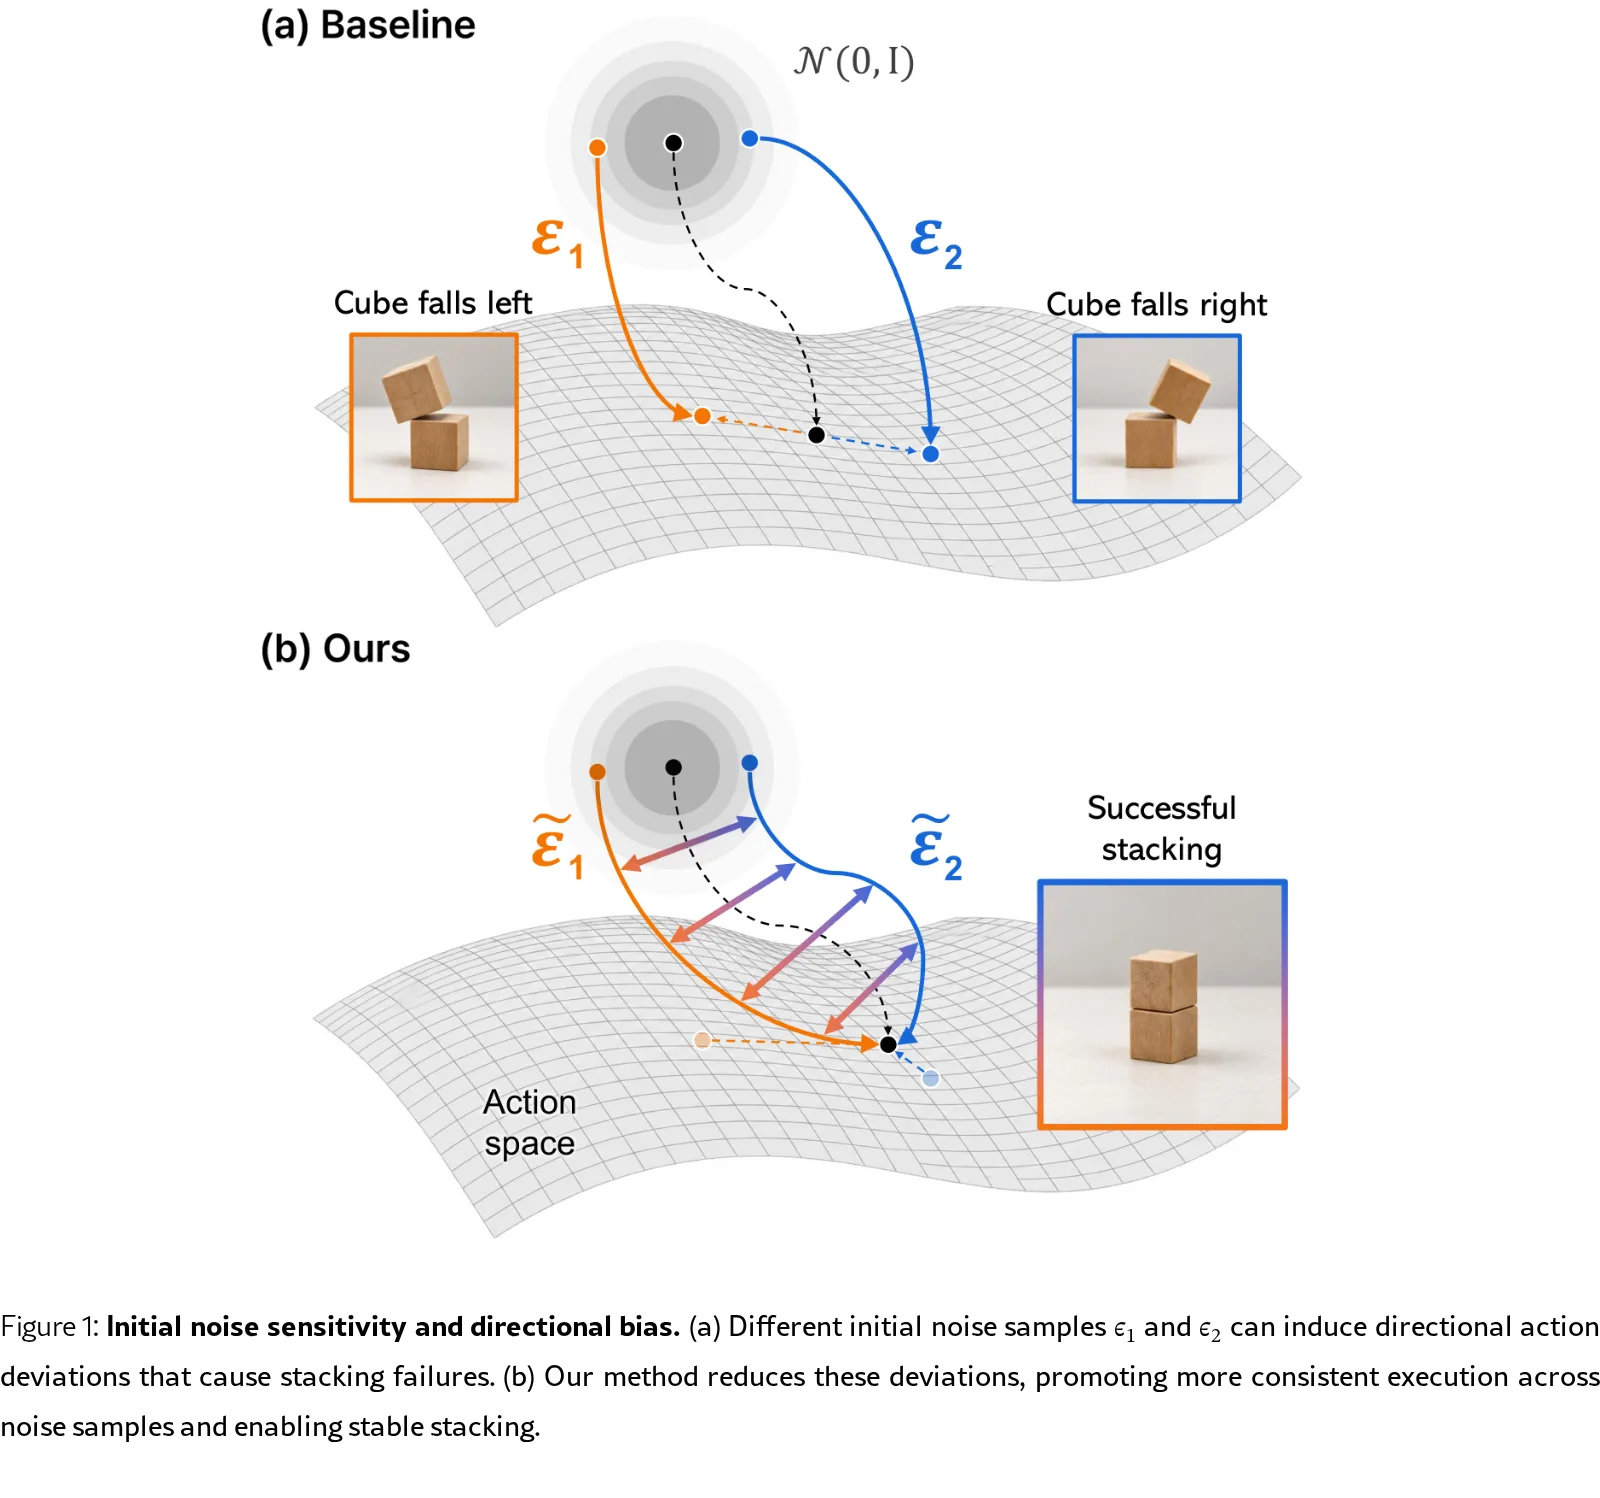 (a) Baseline
𝒩(0, I)
ε1
ε2
Cube falls left
Cube falls right
(b) Ours
ε̃1
ε̃2
Successful
stacking
Action
space
Figure 1: Initial noise sensitivity and directional bias. (a) Different initial noise samples ϵ1 and ϵ2 can induce directional action
deviations that cause stacking failures. (b) Our method reduces these deviations, promoting more consistent execution across
noise samples and enabling stable stacking.